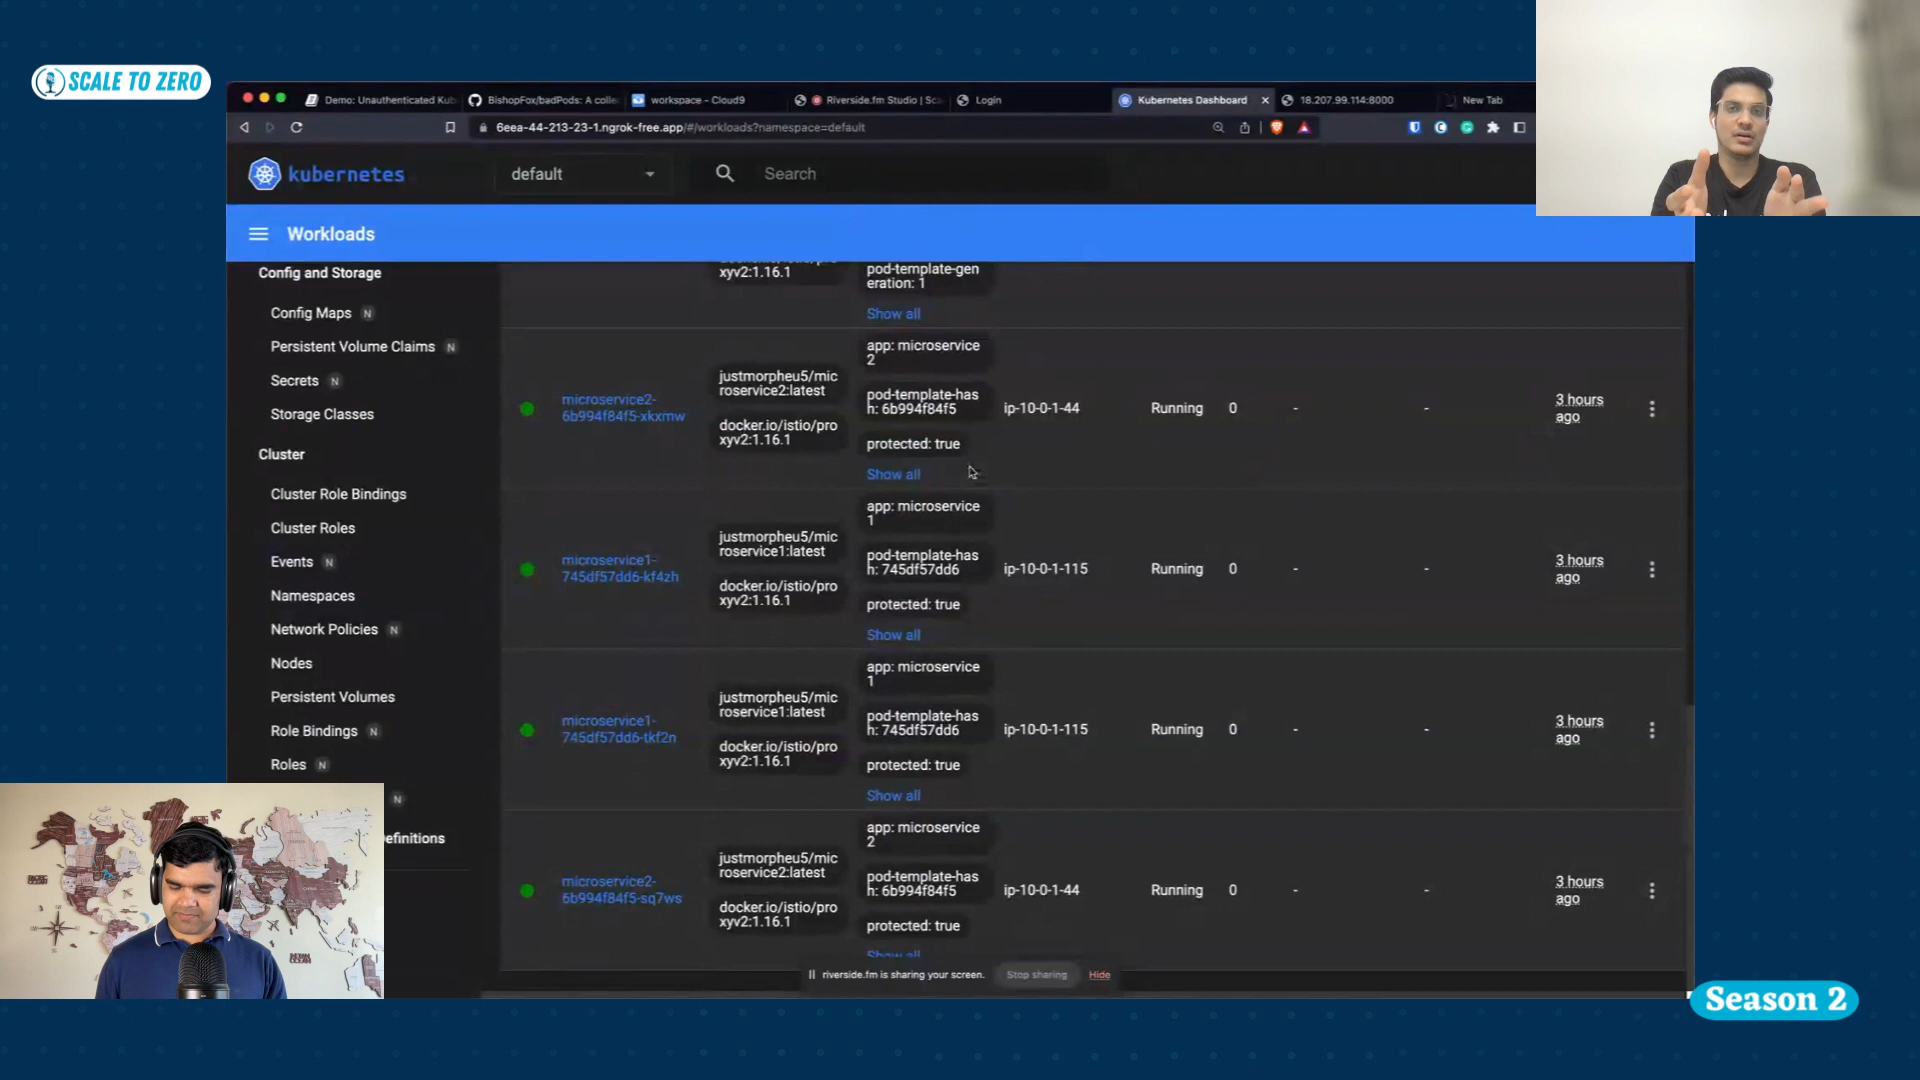 SCALE TO ZERO
Demo: Unauthenticated Kub
BishopFox/badPods: A colle
workspace - Cloud9
Riverside.fm Studio | Sc
Login
Kubernetes Dashboard
18.207.99.114:8000
New Tab
6eea-44-213-23-1.ngrok-free.app/#/workloads?namespace=default
kubernetes
default
Search
Workloads
Config and Storage
Config Maps N
Persistent Volume Claims N
Secrets N
Storage Classes
Cluster
Cluster Role Bindings
Cluster Roles
Events N
Namespaces
Network Policies N
Nodes
Persistent Volumes
Role Bindings N
Roles N
N
efinitions
xyv2:1.16.1
pod-template-gen
eration: 1
Show all
microservice2-
6b994f84f5-xkxmw
justmorpheu5/mic
roservice2:latest
docker.io/istio/pro
xyv2:1.16.1
app: microservice
2
pod-template-has
h: 6b994f84f5
protected: true
Show all
ip-10-0-1-44
Running
0
-
-
3 hours
ago
microservice1-
745df57dd6-kf4zh
justmorpheu5/mic
roservice1:latest
docker.io/istio/pro
xyv2:1.16.1
app: microservice
1
pod-template-has
h: 745df57dd6
protected: true
Show all
ip-10-0-1-115
Running
0
-
-
3 hours
ago
microservice1-
745df57dd6-tkf2n
justmorpheu5/mic
roservice1:latest
docker.io/istio/pro
xyv2:1.16.1
app: microservice
1
pod-template-has
h: 745df57dd6
protected: true
Show all
ip-10-0-1-115
Running
0
-
-
3 hours
ago
microservice2-
6b994f84f5-sq7ws
justmorpheu5/mic
roservice2:latest
docker.io/istio/pro
xyv2:1.16.1
app: microservice
2
pod-template-has
h: 6b994f84f5
protected: true
Show all
ip-10-0-1-44
Running
0
-
-
3 hours
ago
riverside.fm is sharing your screen.
Stop sharing
Hide
Season 2